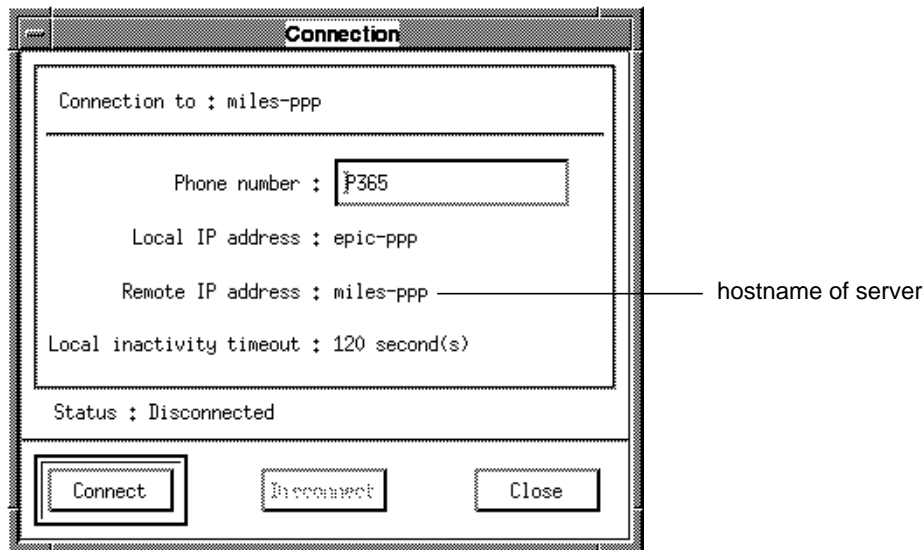 Connection
Connection to : miles-ppp
Phone number : P365
Local IP address : epic-ppp
Remote IP address : miles-ppp
hostname of server
Local inactivity timeout : 120 second(s)
Status : Disconnected
Connect
Disconnect
Close